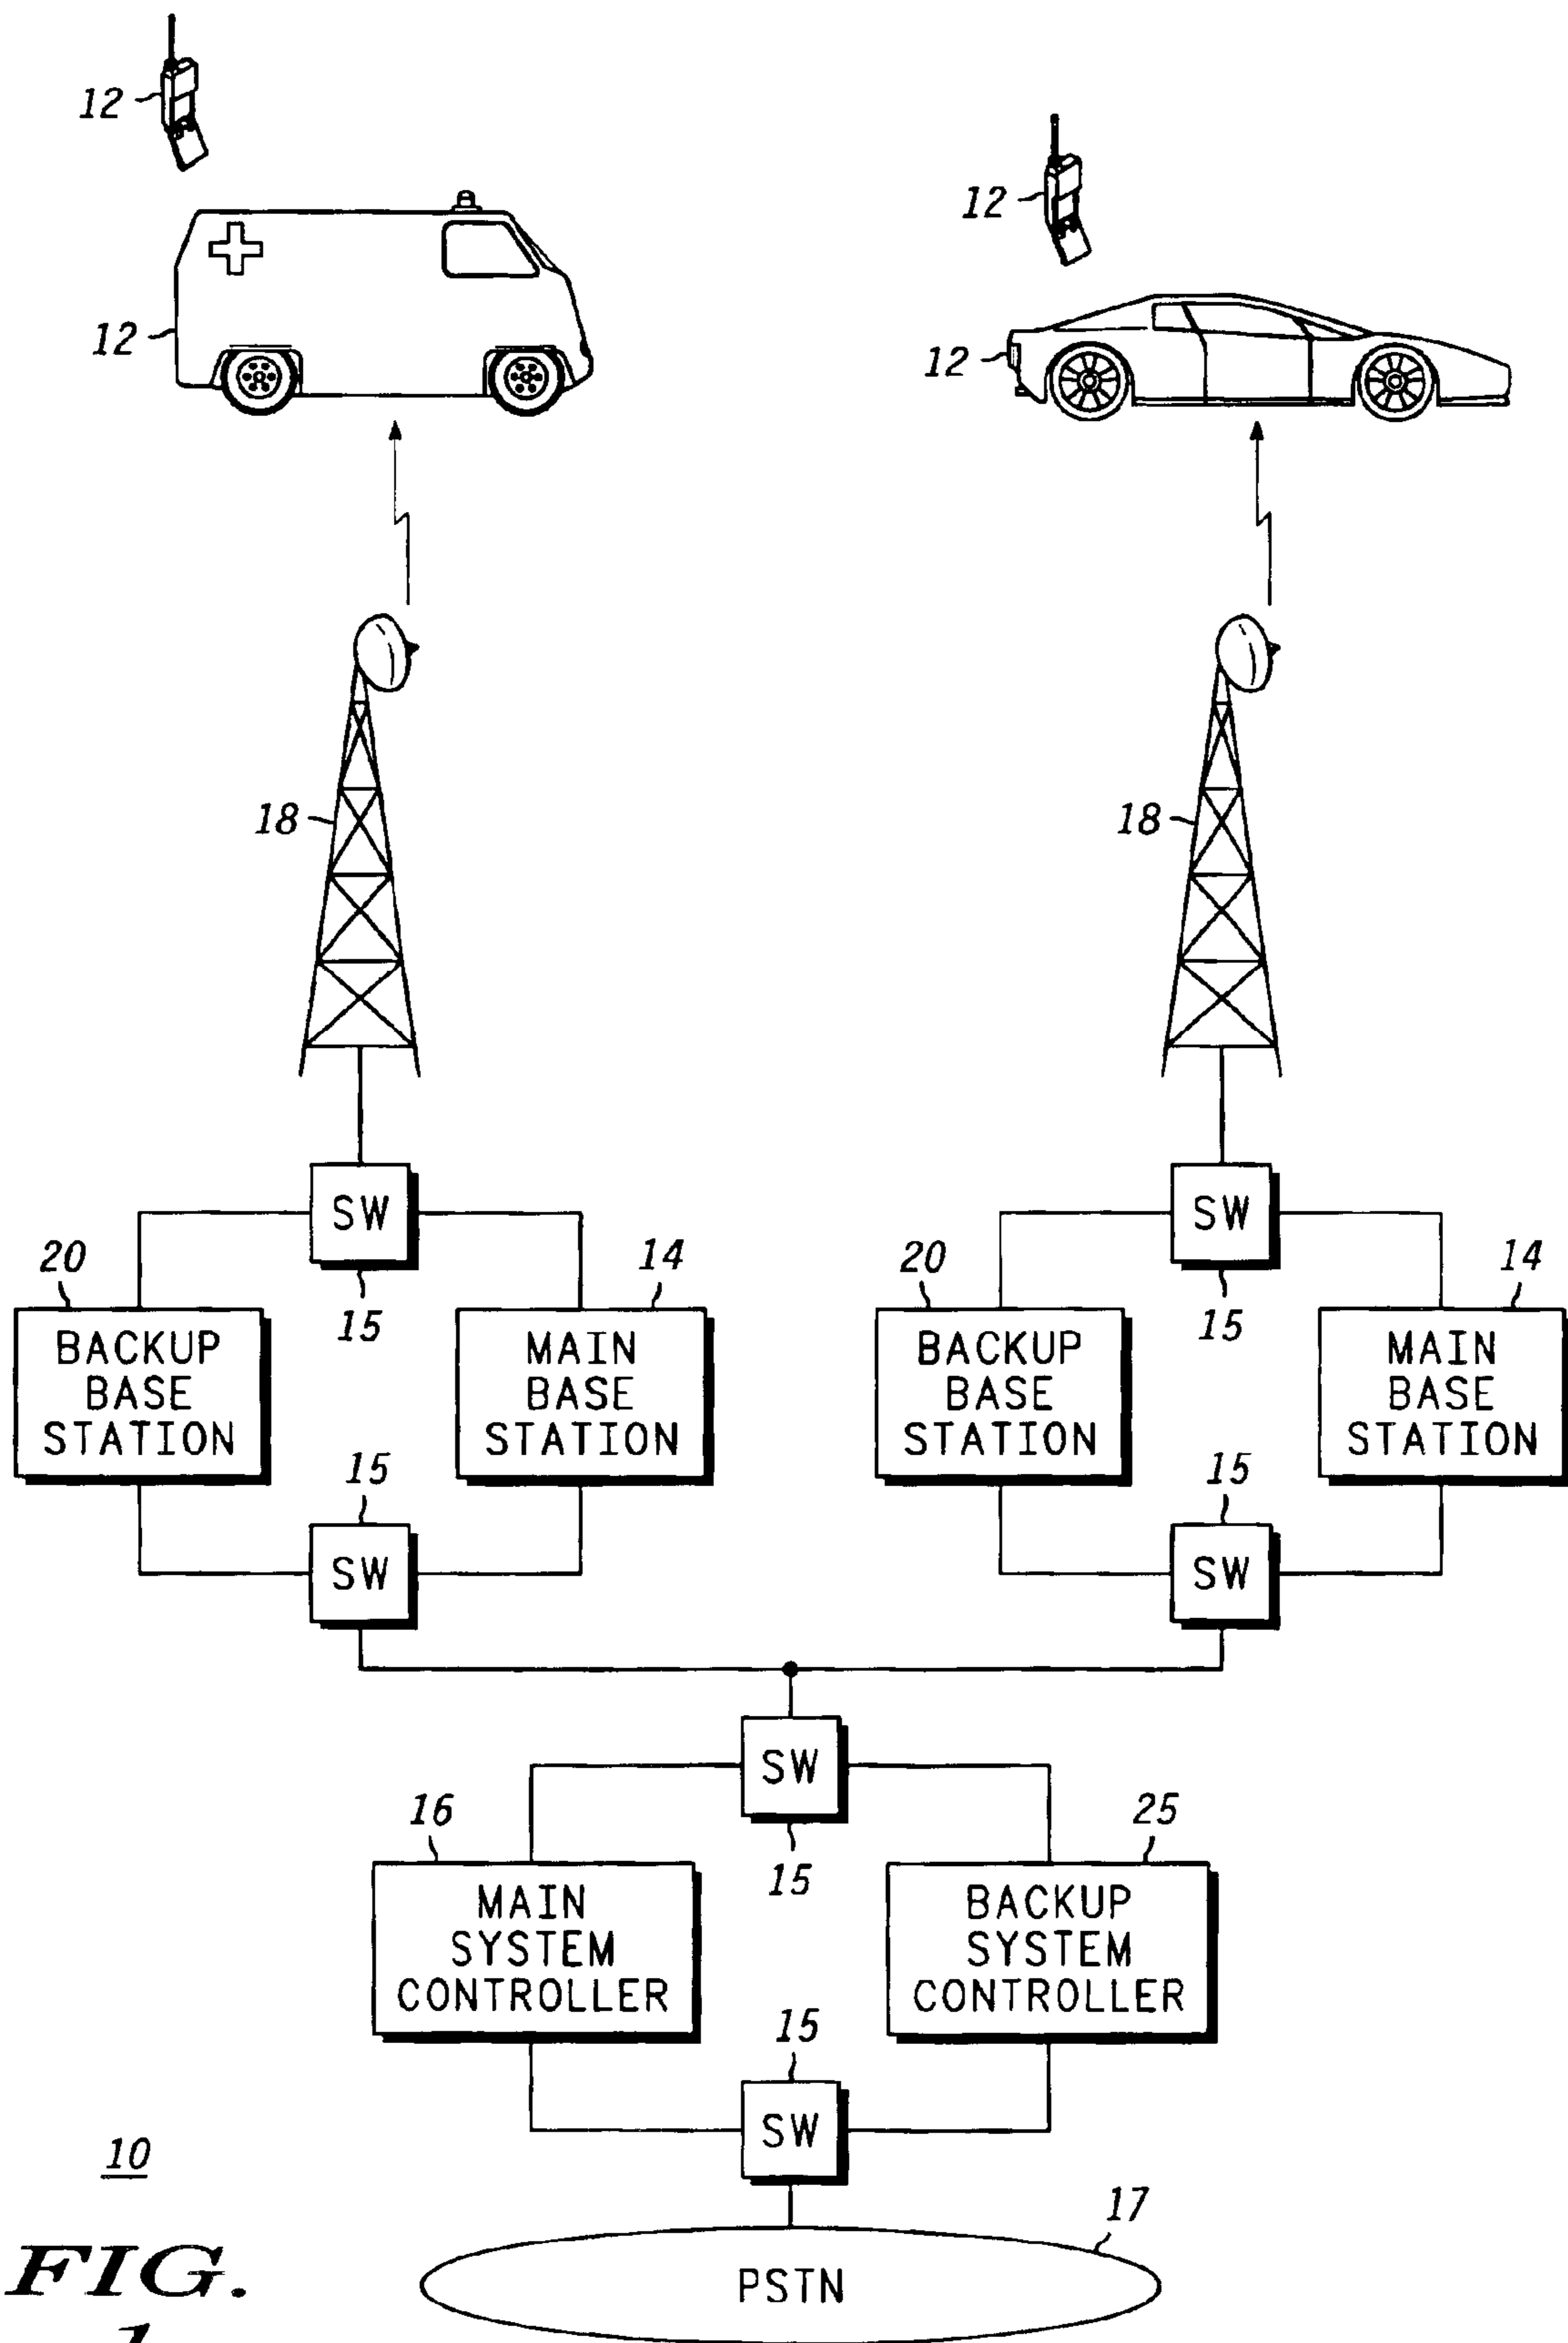 12
12
12
12
18
18
SW
SW
20
14
20
14
15
15
BACKUP
BASE
STATION
MAIN
BASE
STATION
BACKUP
BASE
STATION
MAIN
BASE
STATION
15
15
SW
SW
SW
16
25
15
MAIN
SYSTEM
CONTROLLER
BACKUP
SYSTEM
CONTROLLER
15
SW
10
17
FIG.
1
PSTN